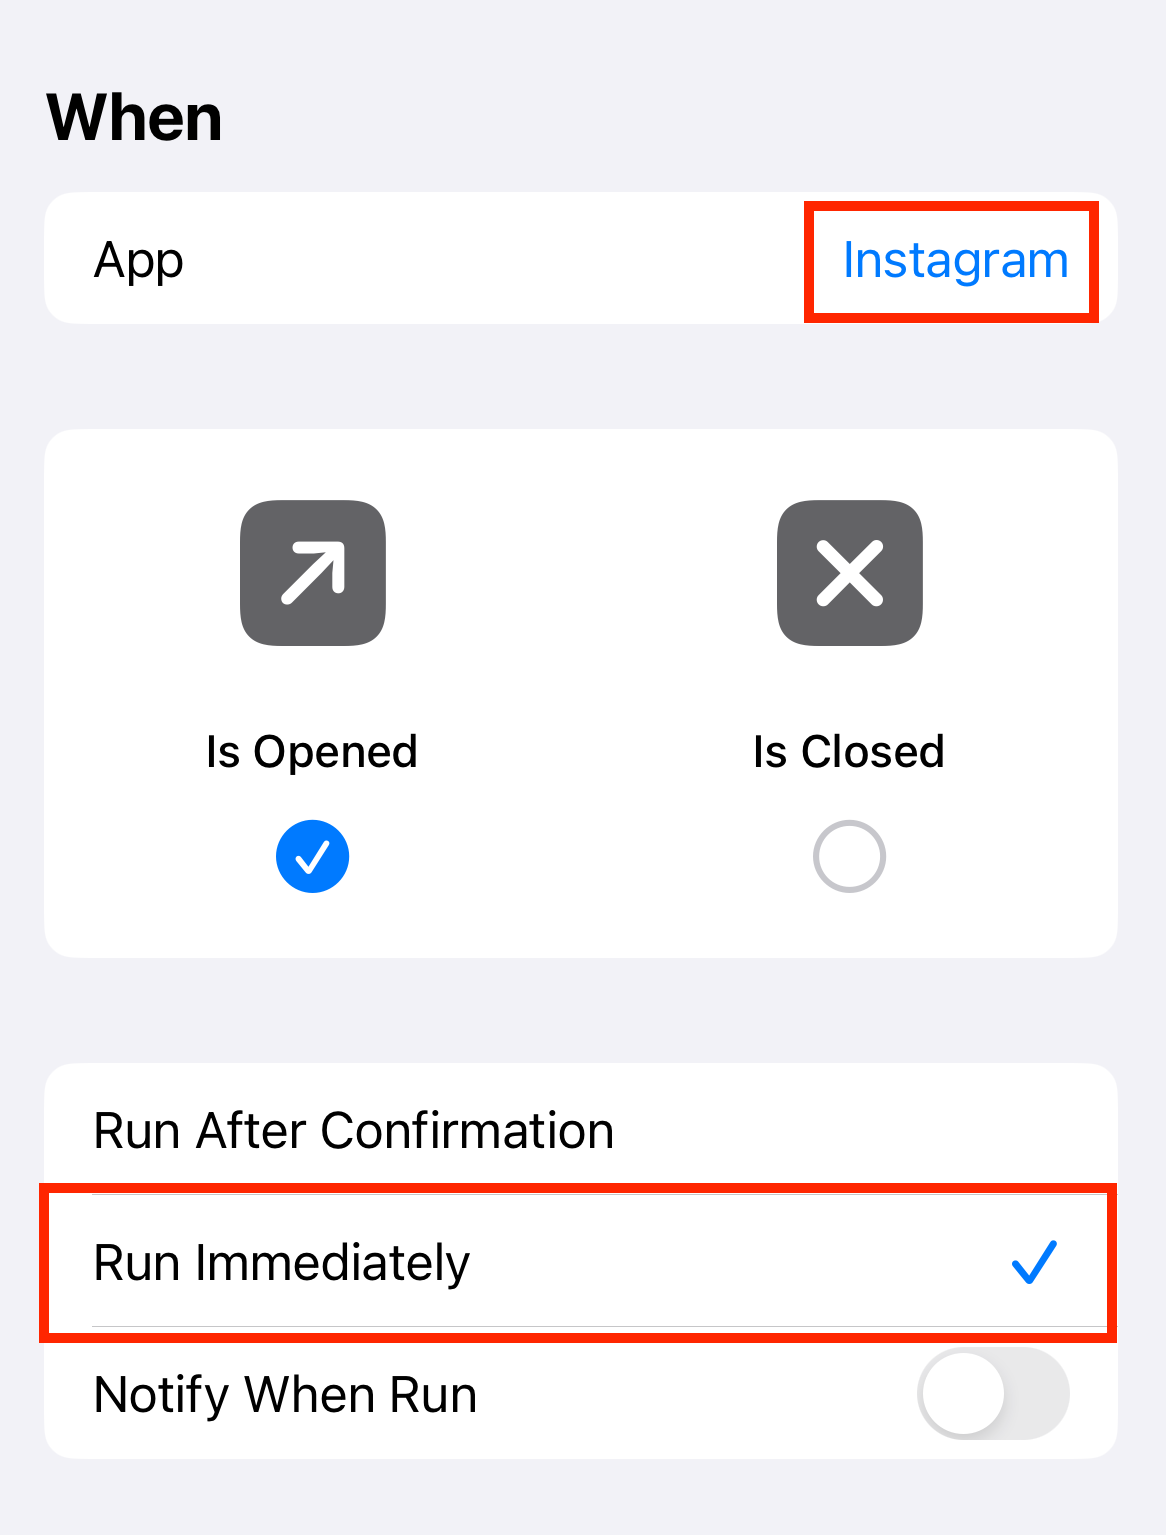 When
App Instagram
Is Opened Is Closed
Run After Confirmation
Run Immediately
Notify When Run